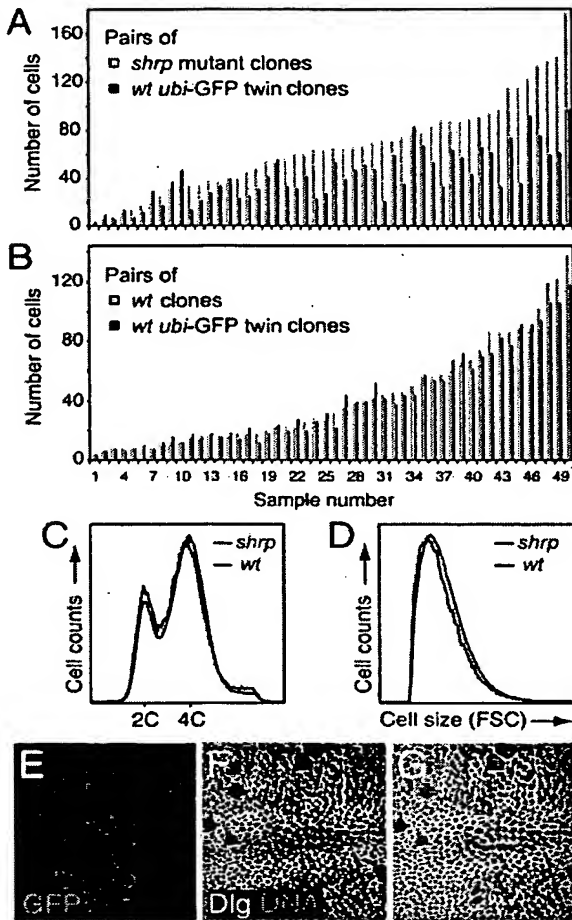 A
160
120
80
40
0
Number of cells
Pairs of
shrp mutant clones
wt ubi-GFP twin clones
B
120
80
40
0
Number of cells
Pairs of
wt clones
wt ubi-GFP twin clones
1 4 7 10 13 16 19 22 25 28 31 34 37 40 43 46 49
Sample number
C
shrp
wt
Cell counts
2C 4C
D
shrp
wt
Cell counts
Cell size (FSC)
E
GFP
F
Dlg DNA
G